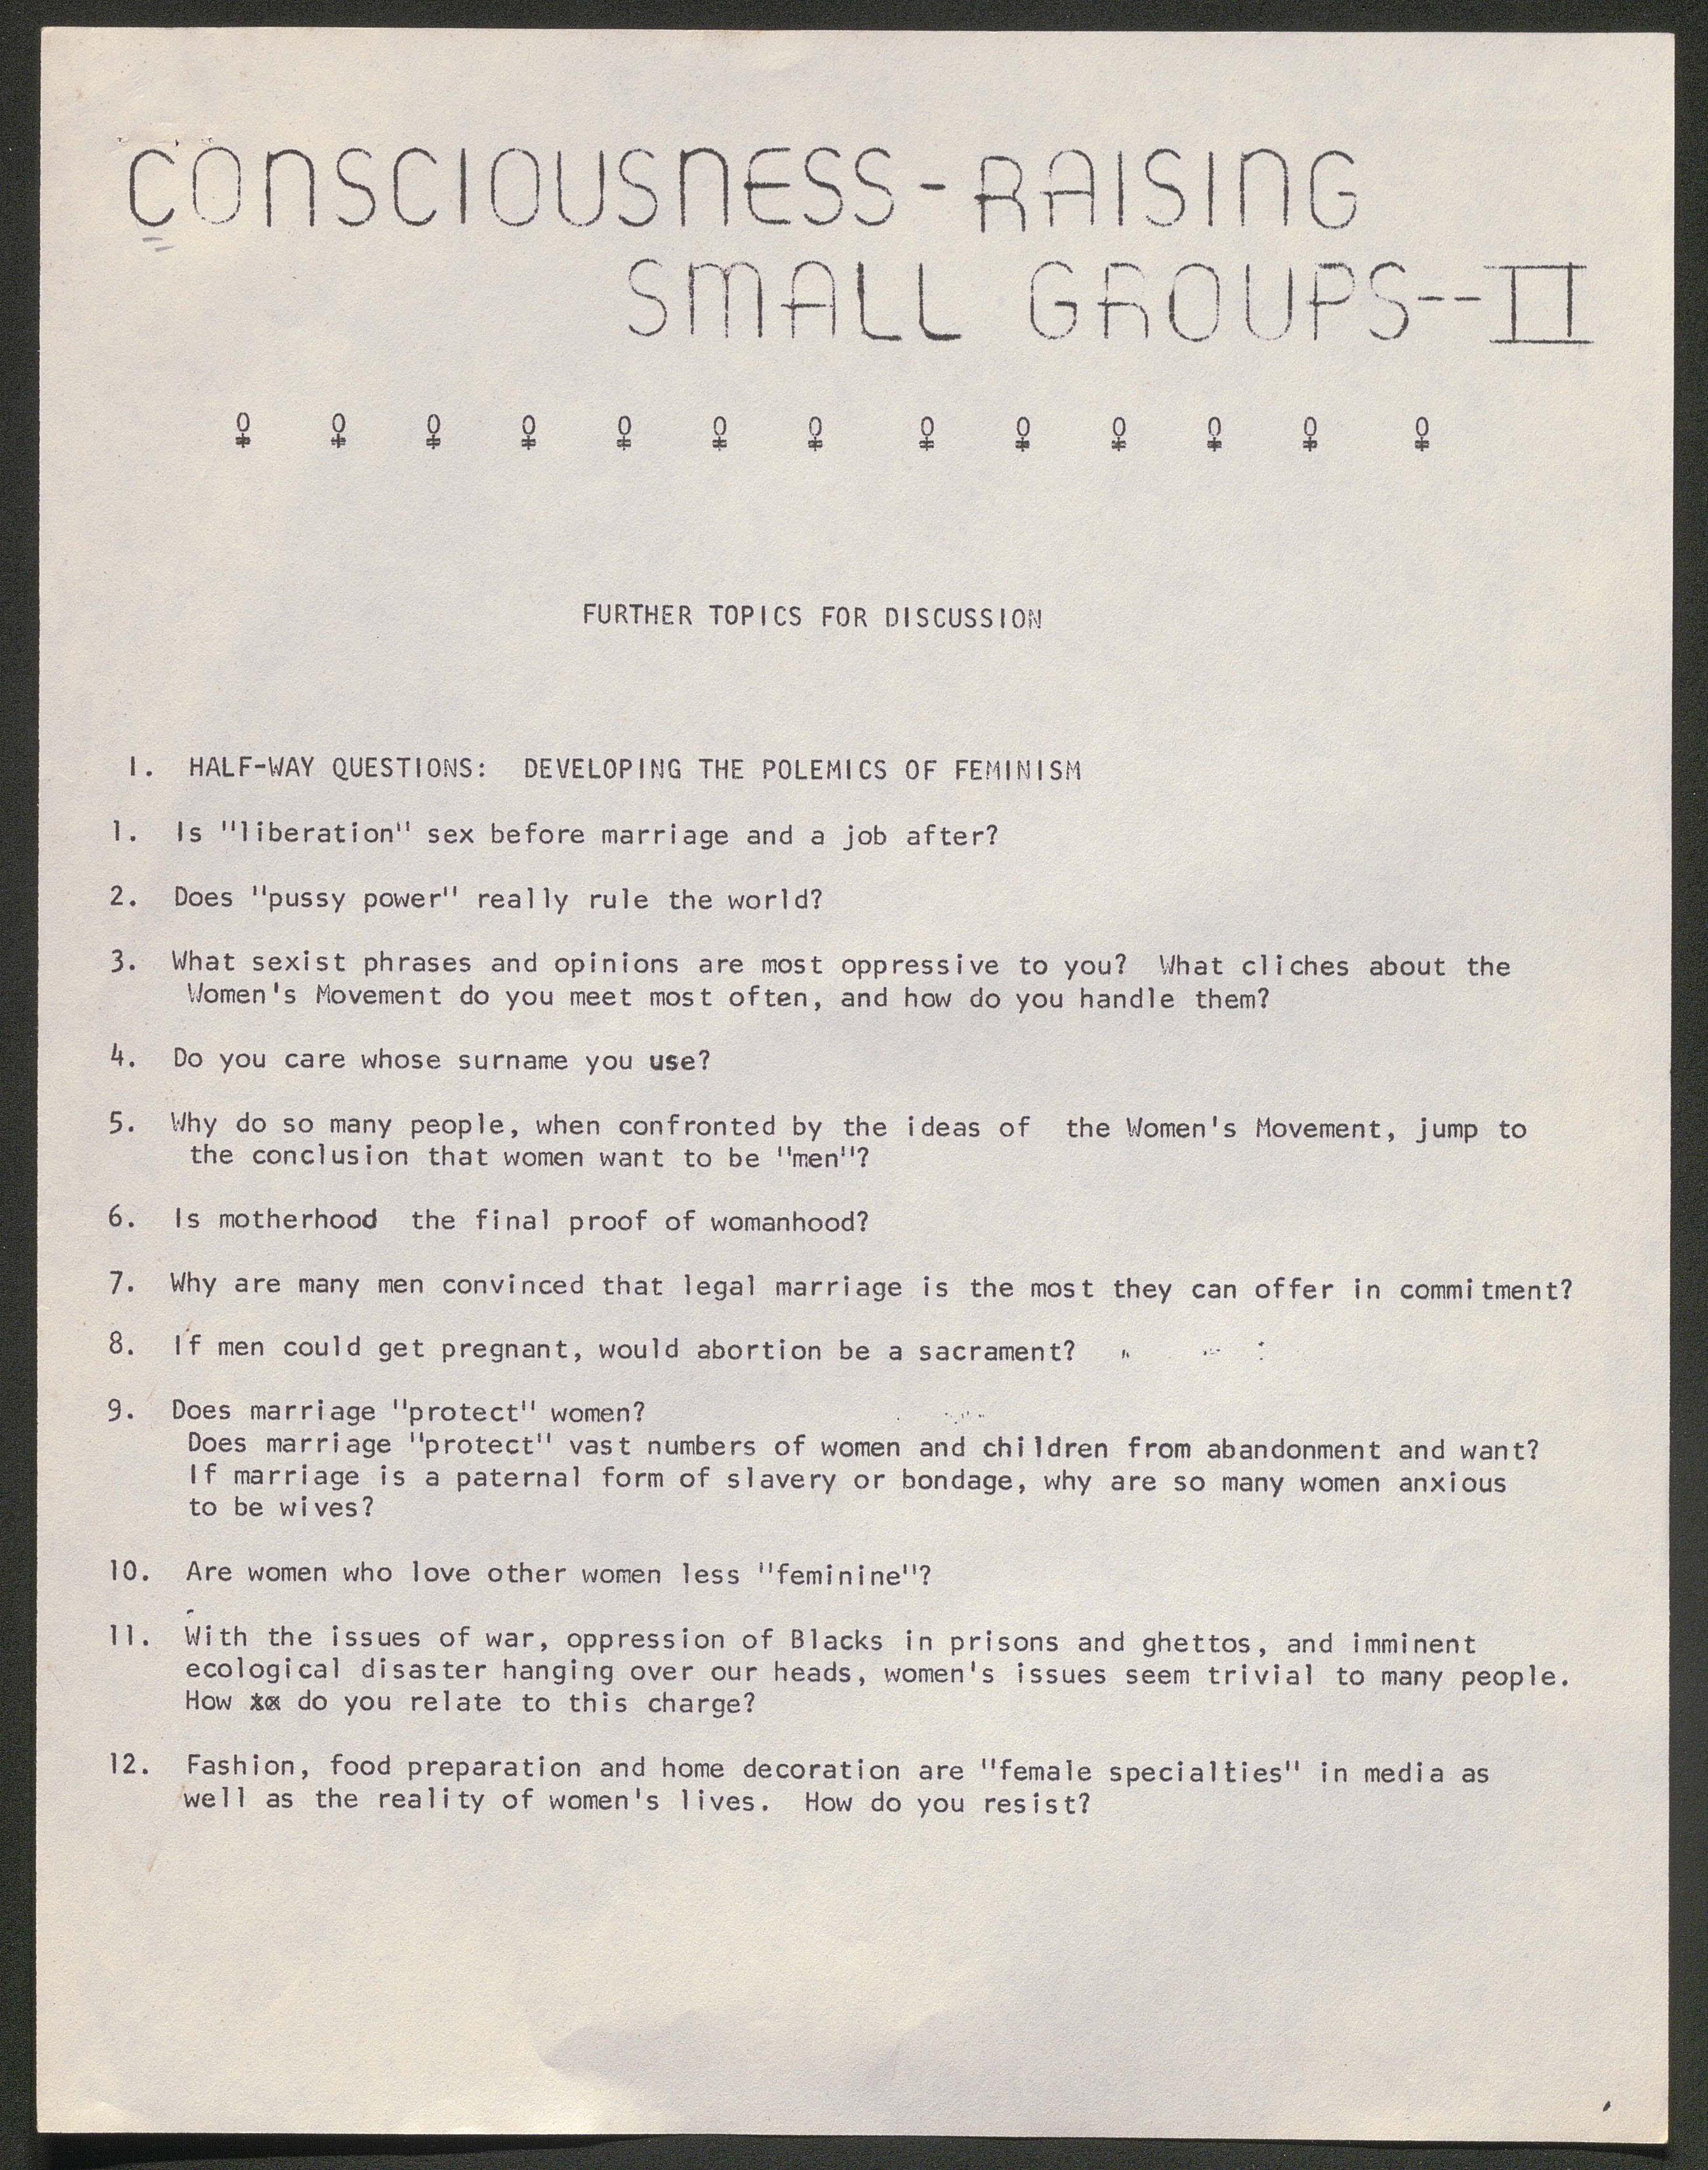 CONSCIOUSNESS-RAISING
SMALL GROUPS--II
♀ ♀ ♀ ♀ ♀ ♀ ♀ ♀ ♀ ♀ ♀ ♀ ♀
FURTHER TOPICS FOR DISCUSSION
I. HALF-WAY QUESTIONS: DEVELOPING THE POLEMICS OF FEMINISM
1. Is "liberation" sex before marriage and a job after?
2. Does "pussy power" really rule the world?
3. What sexist phrases and opinions are most oppressive to you? What cliches about the
Women's Movement do you meet most often, and how do you handle them?
4. Do you care whose surname you use?
5. Why do so many people, when confronted by the ideas of the Women's Movement, jump to
the conclusion that women want to be "men"?
6. Is motherhood the final proof of womanhood?
7. Why are many men convinced that legal marriage is the most they can offer in commitment?
8. If men could get pregnant, would abortion be a sacrament?
9. Does marriage "protect" women?
Does marriage "protect" vast numbers of women and children from abandonment and want?
If marriage is a paternal form of slavery or bondage, why are so many women anxious
to be wives?
10. Are women who love other women less "feminine"?
11. With the issues of war, oppression of Blacks in prisons and ghettos, and imminent
ecological disaster hanging over our heads, women's issues seem trivial to many people.
How do you relate to this charge?
12. Fashion, food preparation and home decoration are "female specialties" in media as
well as the reality of women's lives. How do you resist?